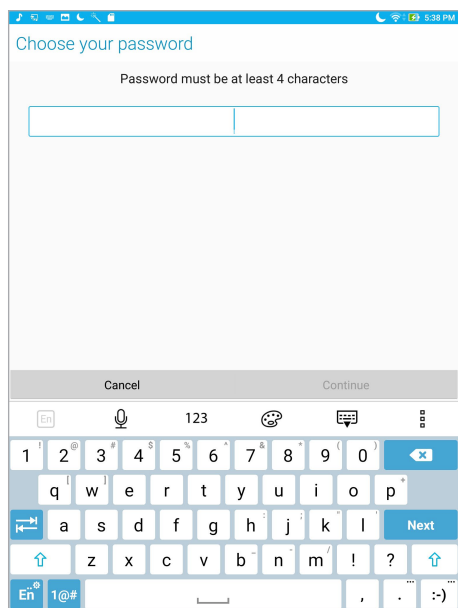 5:38 PM
Choose your password
Password must be at least 4 characters
Cancel Continue
En 123
1 ! 2 @ 3 # 4 $ 5 % 6 ^ 7 & 8 * 9 ( 0 )
q [ w ] e r t y u i o p +
a s d f g h : j ; k " l ' Next
z x c v b _ n - m / ! ?
En 1@# , . ... :-) ...